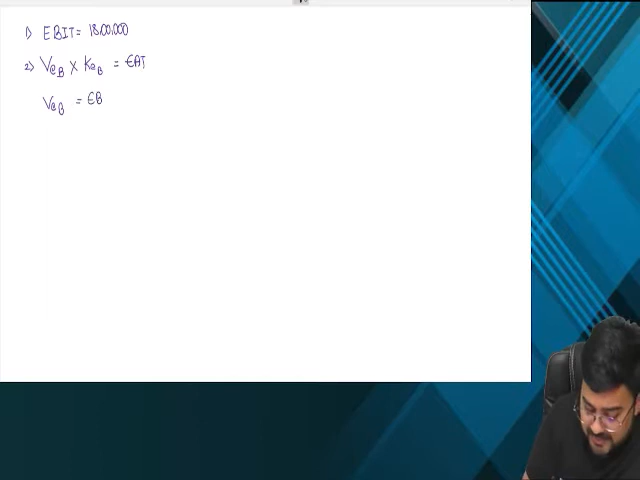 1) EBIT = 18,00,000
2) VeB x KeB = EAT
VeB = EB